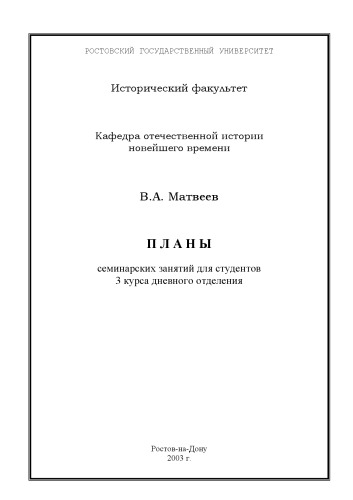 РОСТОВСКИЙ ГОСУДАРСТВЕННЫЙ УНИВЕРСИТЕТ
Исторический факультет
Кафедра отечественной истории
новейшего времени
В.А. Матвеев
П Л А Н Ы
семинарских занятий для студентов
3 курса дневного отделения
Ростов-на-Дону
2003 г.